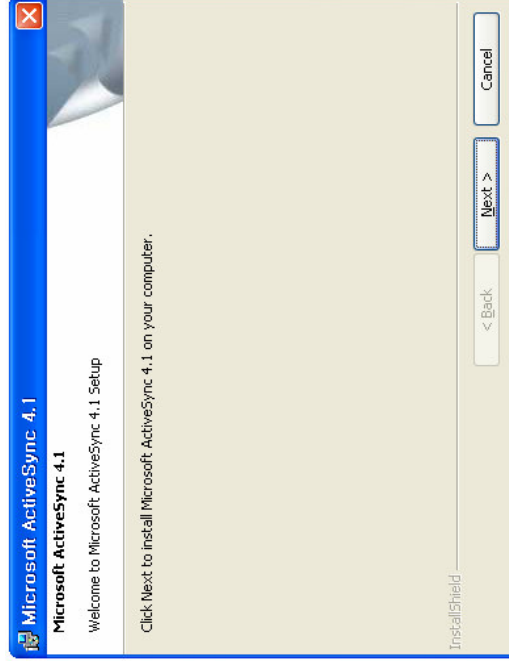 Microsoft ActiveSync 4.1
Microsoft ActiveSync 4.1
Welcome to Microsoft ActiveSync 4.1 Setup
Click Next to install Microsoft ActiveSync 4.1 on your computer.
InstallShield
< Back
Next >
Cancel